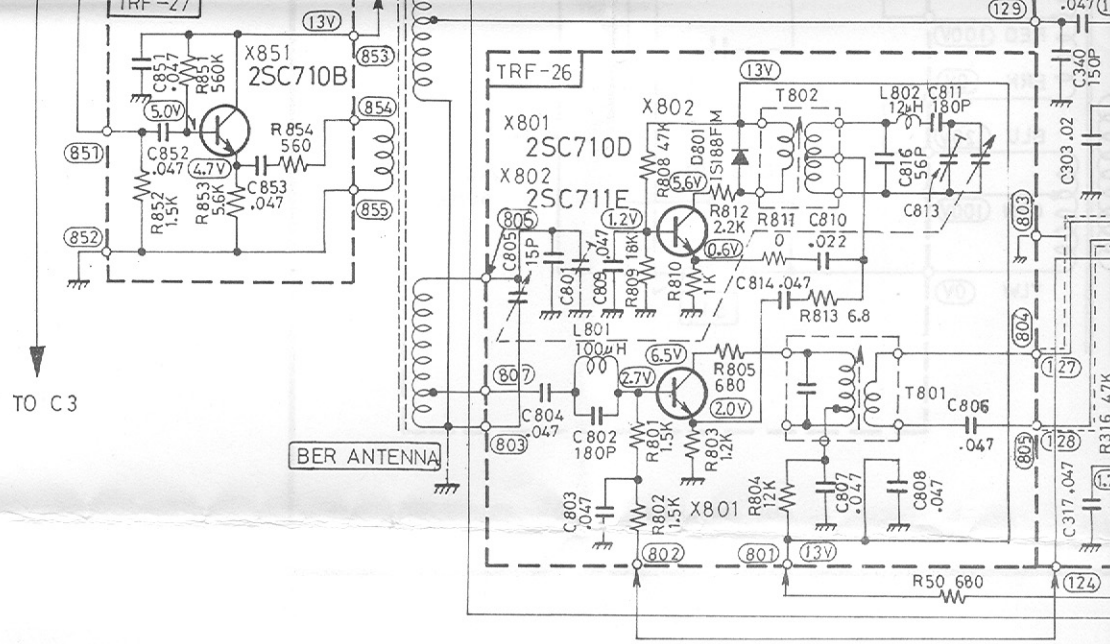 TRF-27
13V
853
X851
2SC710B
C851
.047
R851
560K
5.0V
854
R854
560
851
C852
.047
4.7V
C853
.047
R853
5.6K
R852
1.5K
855
852
TO C3
BER ANTENNA
129
.047
C340
150P
C303 .02
TRF-26
13V
X801
2SC710D
X802
2SC711E
X802
R808 47K
D801
1S188FM
T802
L802
12μH
C811
180P
C816
56P
C813
5.6V
R812
2.2K
R811
0
C810
.022
805
C805
15P
C801
C809
.047
1.2V
R809 18K
R810
1K
0.6V
C814 .047
R813 6.8
803
804
127
L801
100μH
807
C804
.047
C802
180P
2.7V
6.5V
R805
680
2.0V
R801
1.5K
R803
1.2K
T801
C806
.047
803
805
128
R316 47K
C803
.047
R802
1.5K
X801
R804
12K
C807
.047
C808
.047
C317 .047
802
801
13V
R50 680
124